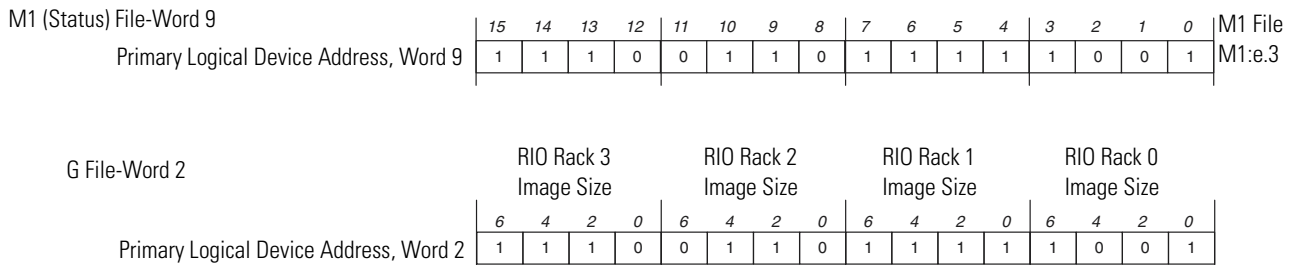 M1 (Status) File-Word 9
15 14 13 12 11 10 9 8 7 6 5 4 3 2 1 0 M1 File
Primary Logical Device Address, Word 9 1 1 1 0 0 1 1 0 1 1 1 1 1 0 0 1 M1:e.3
G File-Word 2
RIO Rack 3 RIO Rack 2 RIO Rack 1 RIO Rack 0
Image Size Image Size Image Size Image Size
6 4 2 0 6 4 2 0 6 4 2 0 6 4 2 0
Primary Logical Device Address, Word 2 1 1 1 0 0 1 1 0 1 1 1 1 1 0 0 1